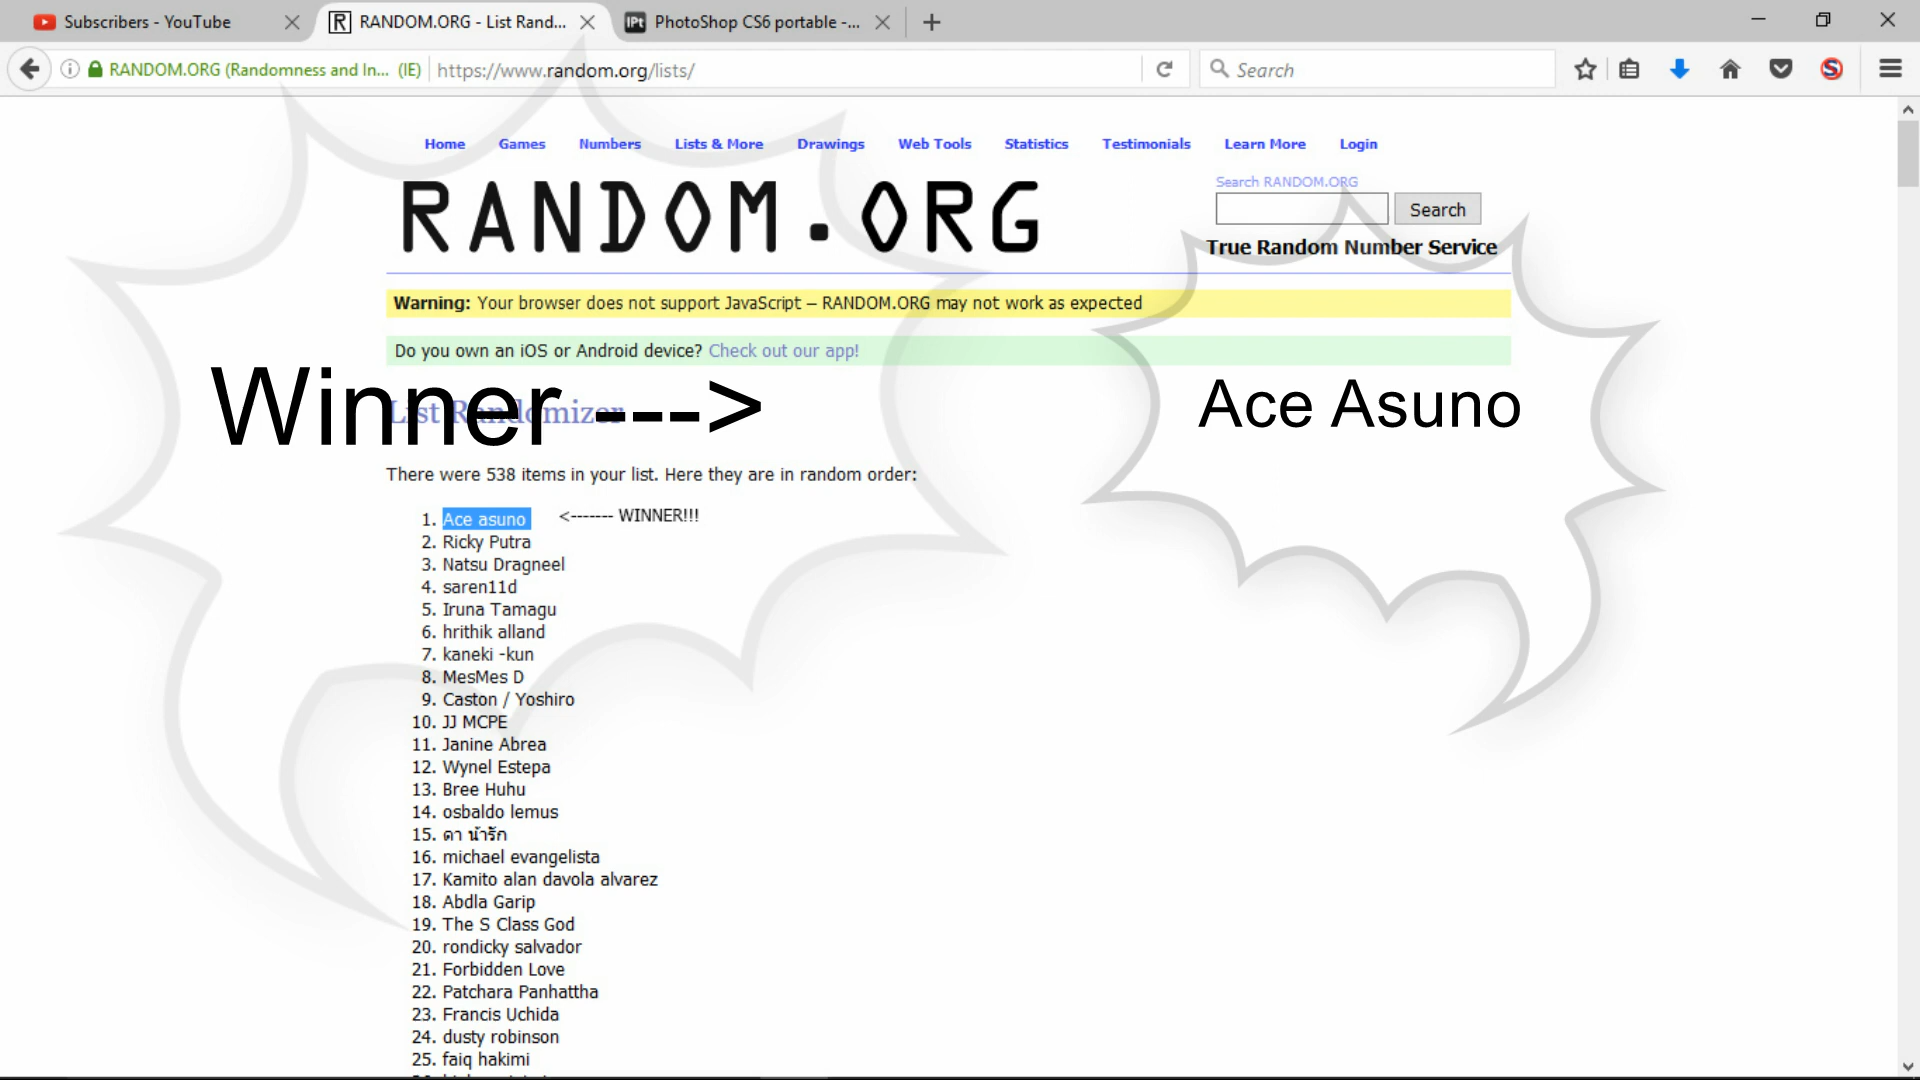 Subscribers - YouTube
RANDOM.ORG - List Rand...
PhotoShop CS6 portable -...
RANDOM.ORG (Randomness and In... (IE)
https://www.random.org/lists/
Search
Home Games Numbers Lists & More Drawings Web Tools Statistics Testimonials Learn More Login
RANDOM.ORG
Search RANDOM.ORG
Search
True Random Number Service
Warning: Your browser does not support JavaScript – RANDOM.ORG may not work as expected
Do you own an iOS or Android device? Check out our app!
Winner --->
Ace Asuno
List Randomizer
There were 538 items in your list. Here they are in random order:
1. Ace asuno <------- WINNER!!!
2. Ricky Putra
3. Natsu Dragneel
4. saren11d
5. Iruna Tamagu
6. hrithik alland
7. kaneki -kun
8. MesMes D
9. Caston / Yoshiro
10. JJ MCPE
11. Janine Abrea
12. Wynel Estepa
13. Bree Huhu
14. osbaldo lemus
15. ดา น่ารัก
16. michael evangelista
17. Kamito alan davola alvarez
18. Abdla Garip
19. The S Class God
20. rondicky salvador
21. Forbidden Love
22. Patchara Panhattha
23. Francis Uchida
24. dusty robinson
25. faiq hakimi